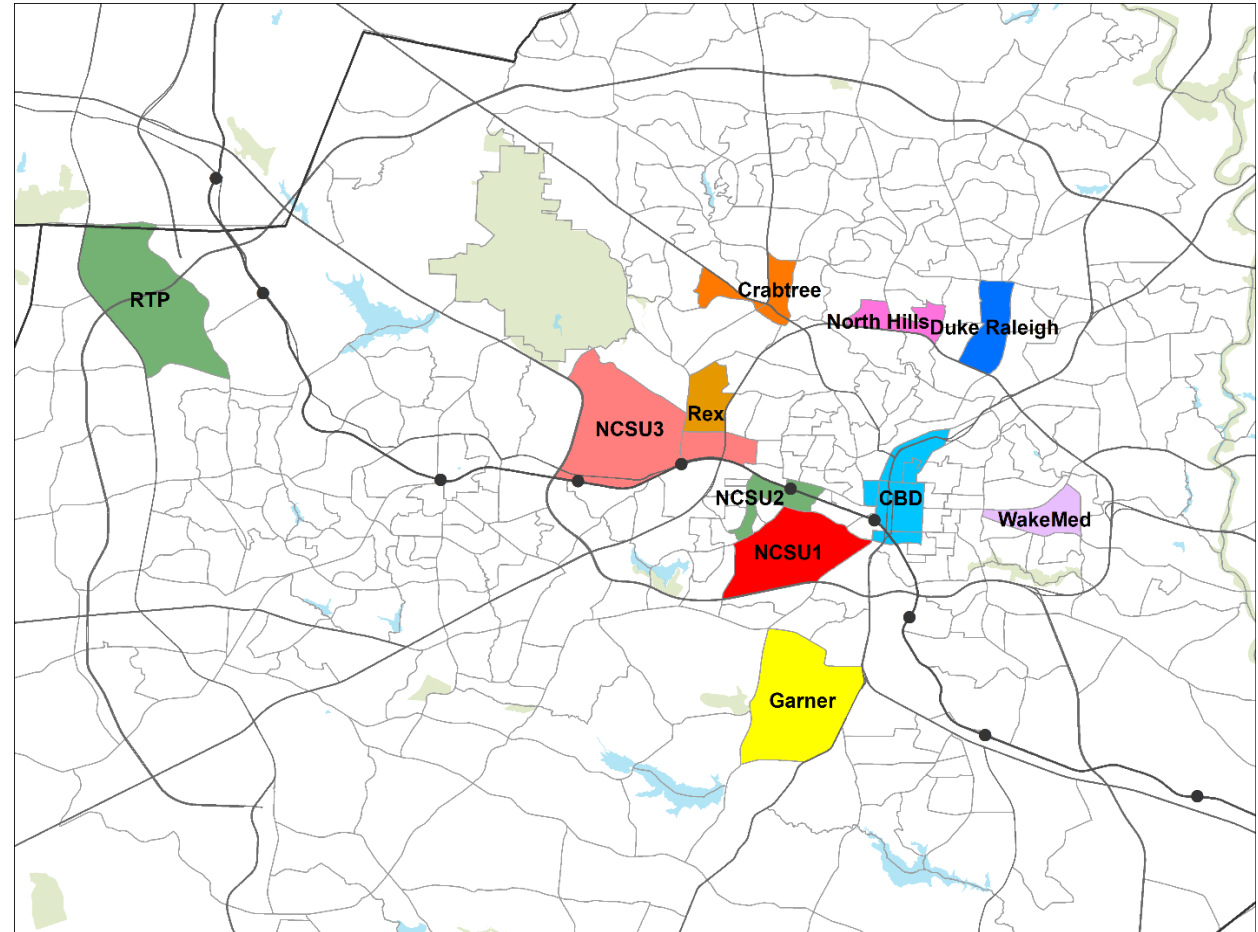 Crabtree
RTP
North Hills
Duke Raleigh
Rex
NCSU3
NCSU2
CBD
WakeMed
NCSU1
Garner